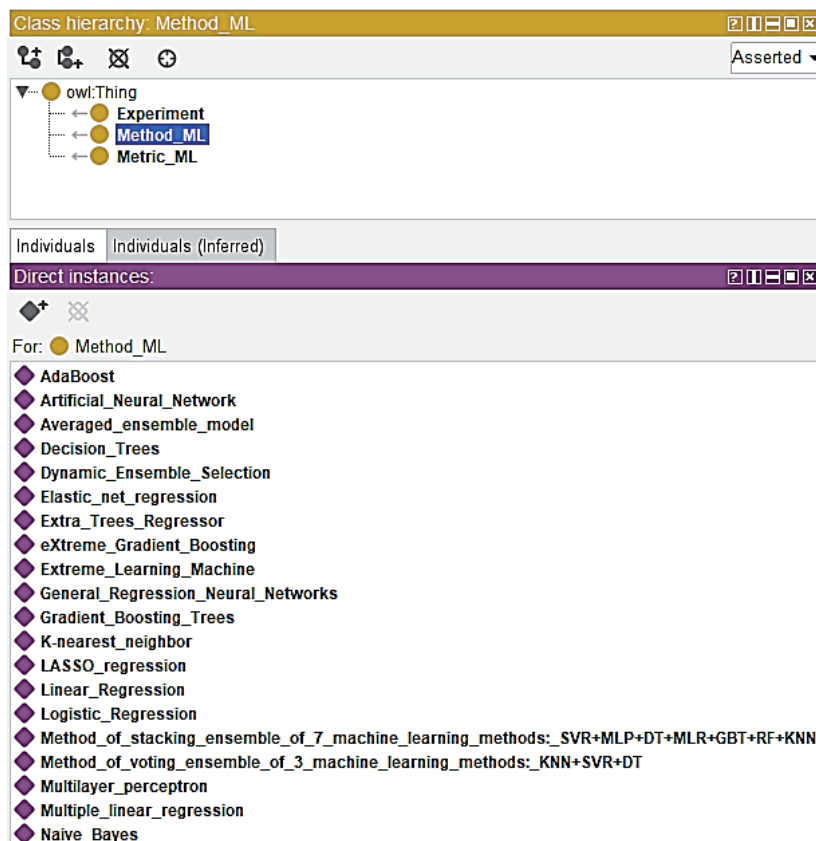 Class hierarchy: Method_ML
Asserted
owl:Thing
Experiment
Method_ML
Metric_ML
Individuals Individuals (Inferred)
Direct instances:
For: Method_ML
AdaBoost
Artificial_Neural_Network
Averaged_ensemble_model
Decision_Trees
Dynamic_Ensemble_Selection
Elastic_net_regression
Extra_Trees_Regressor
eXtreme_Gradient_Boosting
Extreme_Learning_Machine
General_Regression_Neural_Networks
Gradient_Boosting_Trees
K-nearest_neighbor
LASSO_regression
Linear_Regression
Logistic_Regression
Method_of_stacking_ensemble_of_7_machine_learning_methods:_SVR+MLP+DT+MLR+GBT+RF+KNN
Method_of_voting_ensemble_of_3_machine_learning_methods:_KNN+SVR+DT
Multilayer_perceptron
Multiple_linear_regression
Naive_Bayes